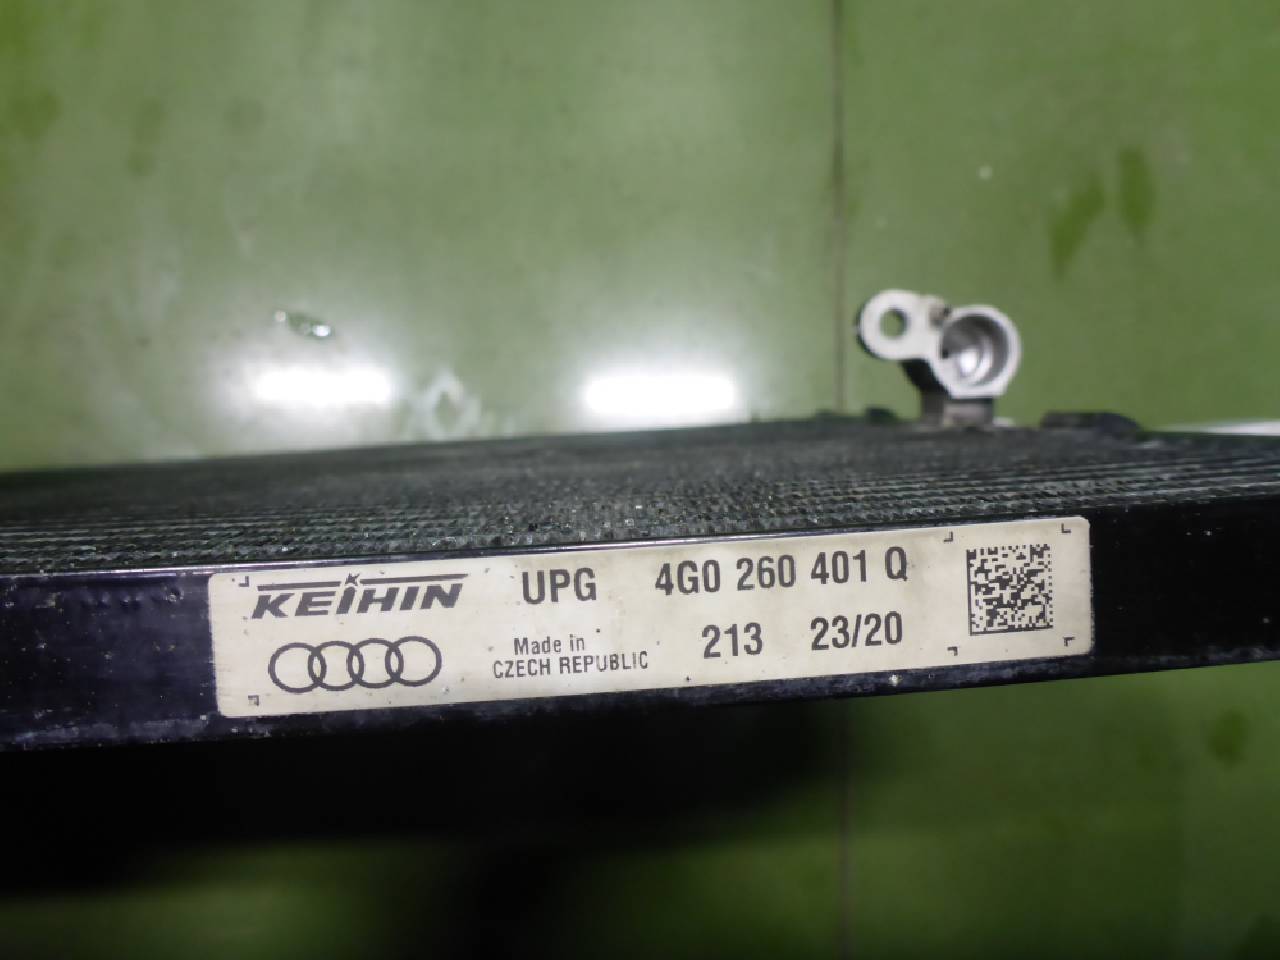 KEIHIN UPG 4G0 260 401 Q
Made in
CZECH REPUBLIC 213 23/20